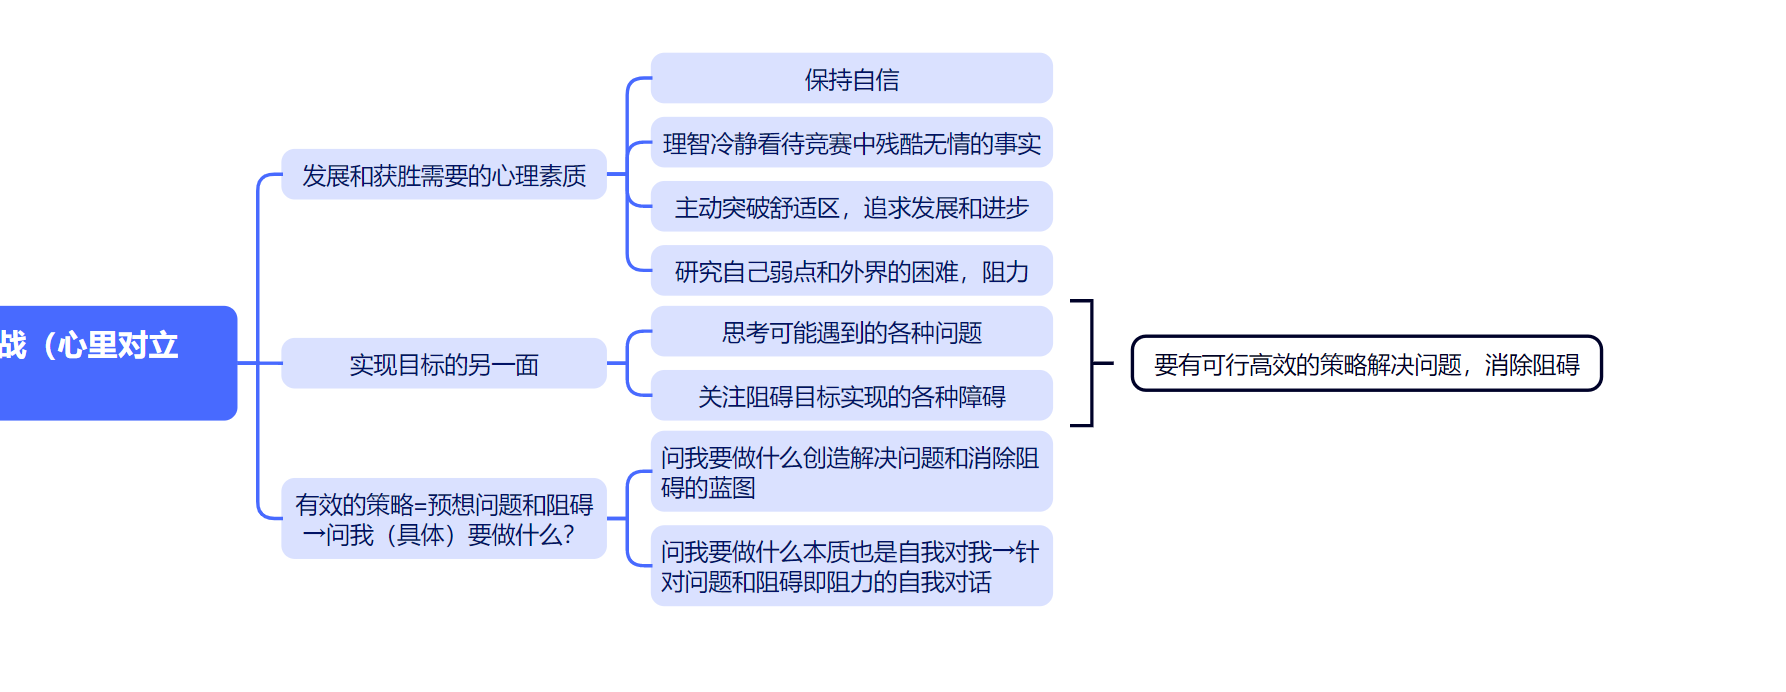 战（心里对立
发展和获胜需要的心理素质
保持自信
理智冷静看待竞赛中残酷无情的事实
主动突破舒适区，追求发展和进步
研究自己弱点和外界的困难，阻力
实现目标的另一面
思考可能遇到的各种问题
关注阻碍目标实现的各种障碍
要有可行高效的策略解决问题，消除阻碍
有效的策略=预想问题和阻碍
→问我（具体）要做什么？
问我要做什么创造解决问题和消除阻
碍的蓝图
问我要做什么本质也是自我对我→针
对问题和阻碍即阻力的自我对话